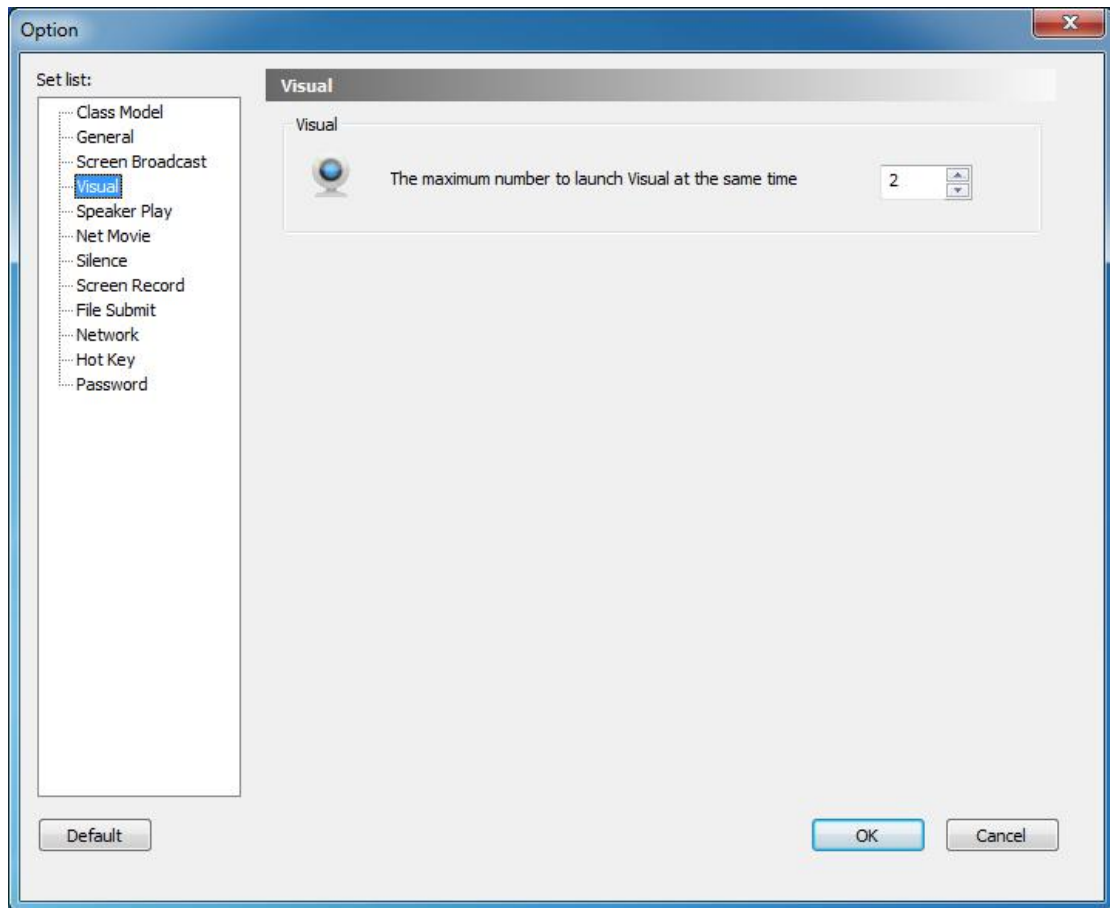 Option
Set list:
Class Model
General
Screen Broadcast
Visual
Speaker Play
Net Movie
Silence
Screen Record
File Submit
Network
Hot Key
Password
Visual
Visual
The maximum number to launch Visual at the same time
2
Default
OK
Cancel